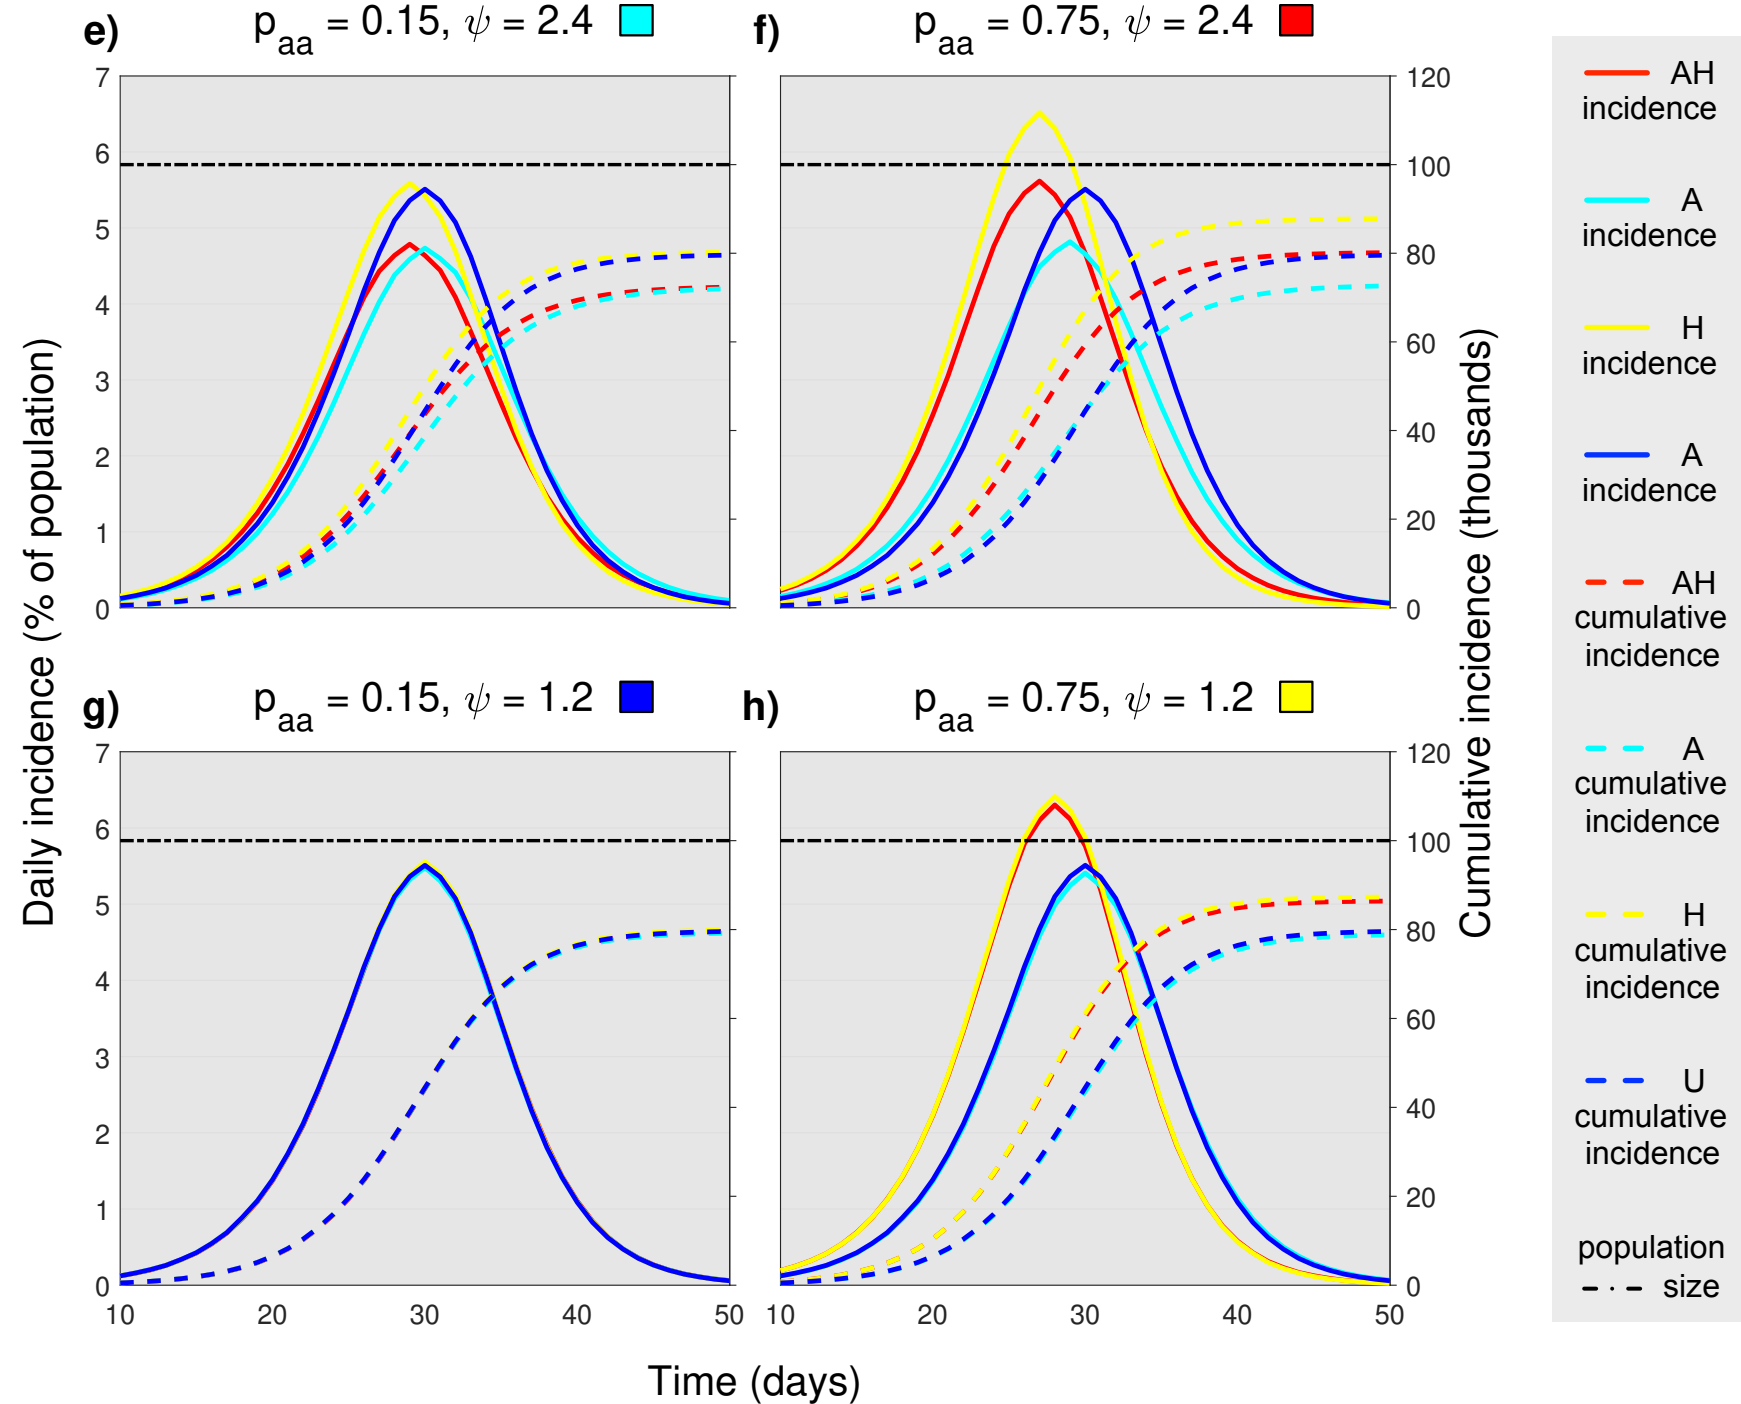 e) p_aa = 0.15, ψ = 2.4
f) p_aa = 0.75, ψ = 2.4
7
6
5
4
3
2
1
0
120
100
80
60
40
20
0
g) p_aa = 0.15, ψ = 1.2
h) p_aa = 0.75, ψ = 1.2
7
6
5
4
3
2
1
0
120
100
80
60
40
20
0
10 20 30 40 50
10 20 30 40 50
Daily incidence (% of population)
Cumulative incidence (thousands)
Time (days)
AH
incidence
A
incidence
H
incidence
A
incidence
AH
cumulative
incidence
A
cumulative
incidence
H
cumulative
incidence
U
cumulative
incidence
population
size